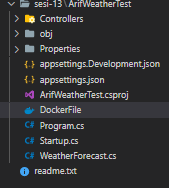 sesi-13 \ ArifWeatherTest
Controllers
obj
Properties
appsettings.Development.json
appsettings.json
ArifWeatherTest.csproj
DockerFile
Program.cs
Startup.cs
WeatherForecast.cs
readme.txt